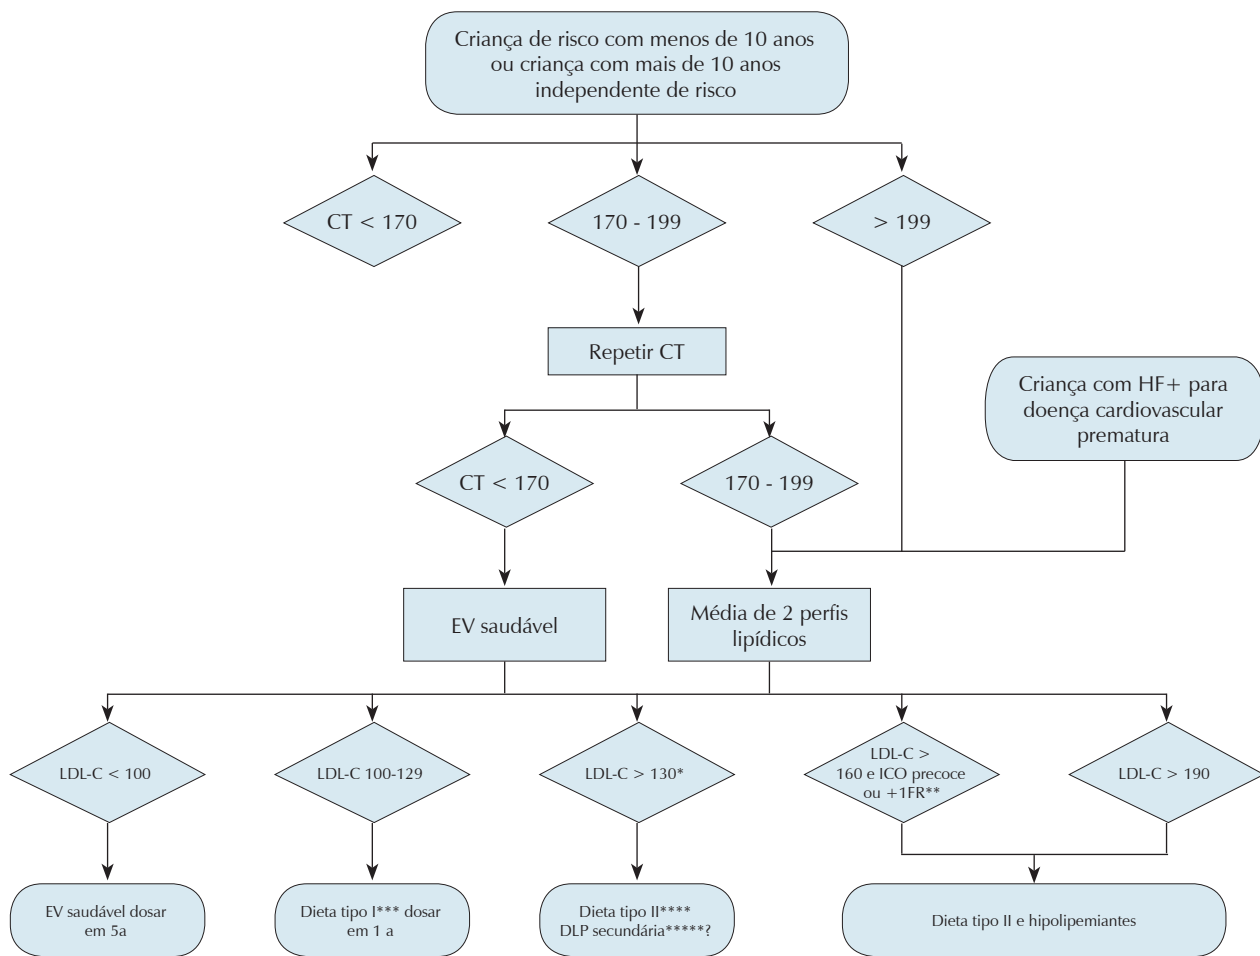 Criança de risco com menos de 10 anos
ou criança com mais de 10 anos
independente de risco
CT < 170
170 - 199
> 199
Repetir CT
Criança com HF+ para
doença cardiovascular
prematura
CT < 170
170 - 199
EV saudável
Média de 2 perfis
lipídicos
LDL-C < 100
LDL-C 100-129
LDL-C > 130*
LDL-C >
160 e ICO precoce
ou +1FR**
LDL-C > 190
EV saudável dosar
em 5a
Dieta tipo I*** dosar
em 1 a
Dieta tipo II****
DLP secundária*****?
Dieta tipo II e hipolipemiantes